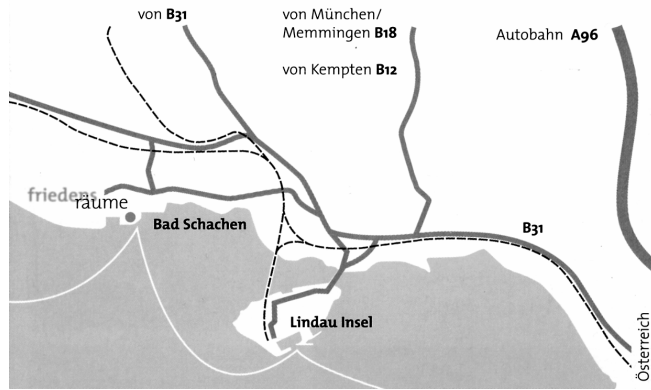 von B31
von München/
Memmingen B18
von Kempten B12
Autobahn A96
friedens
räume
Bad Schachen
B31
Lindau Insel
Österreich